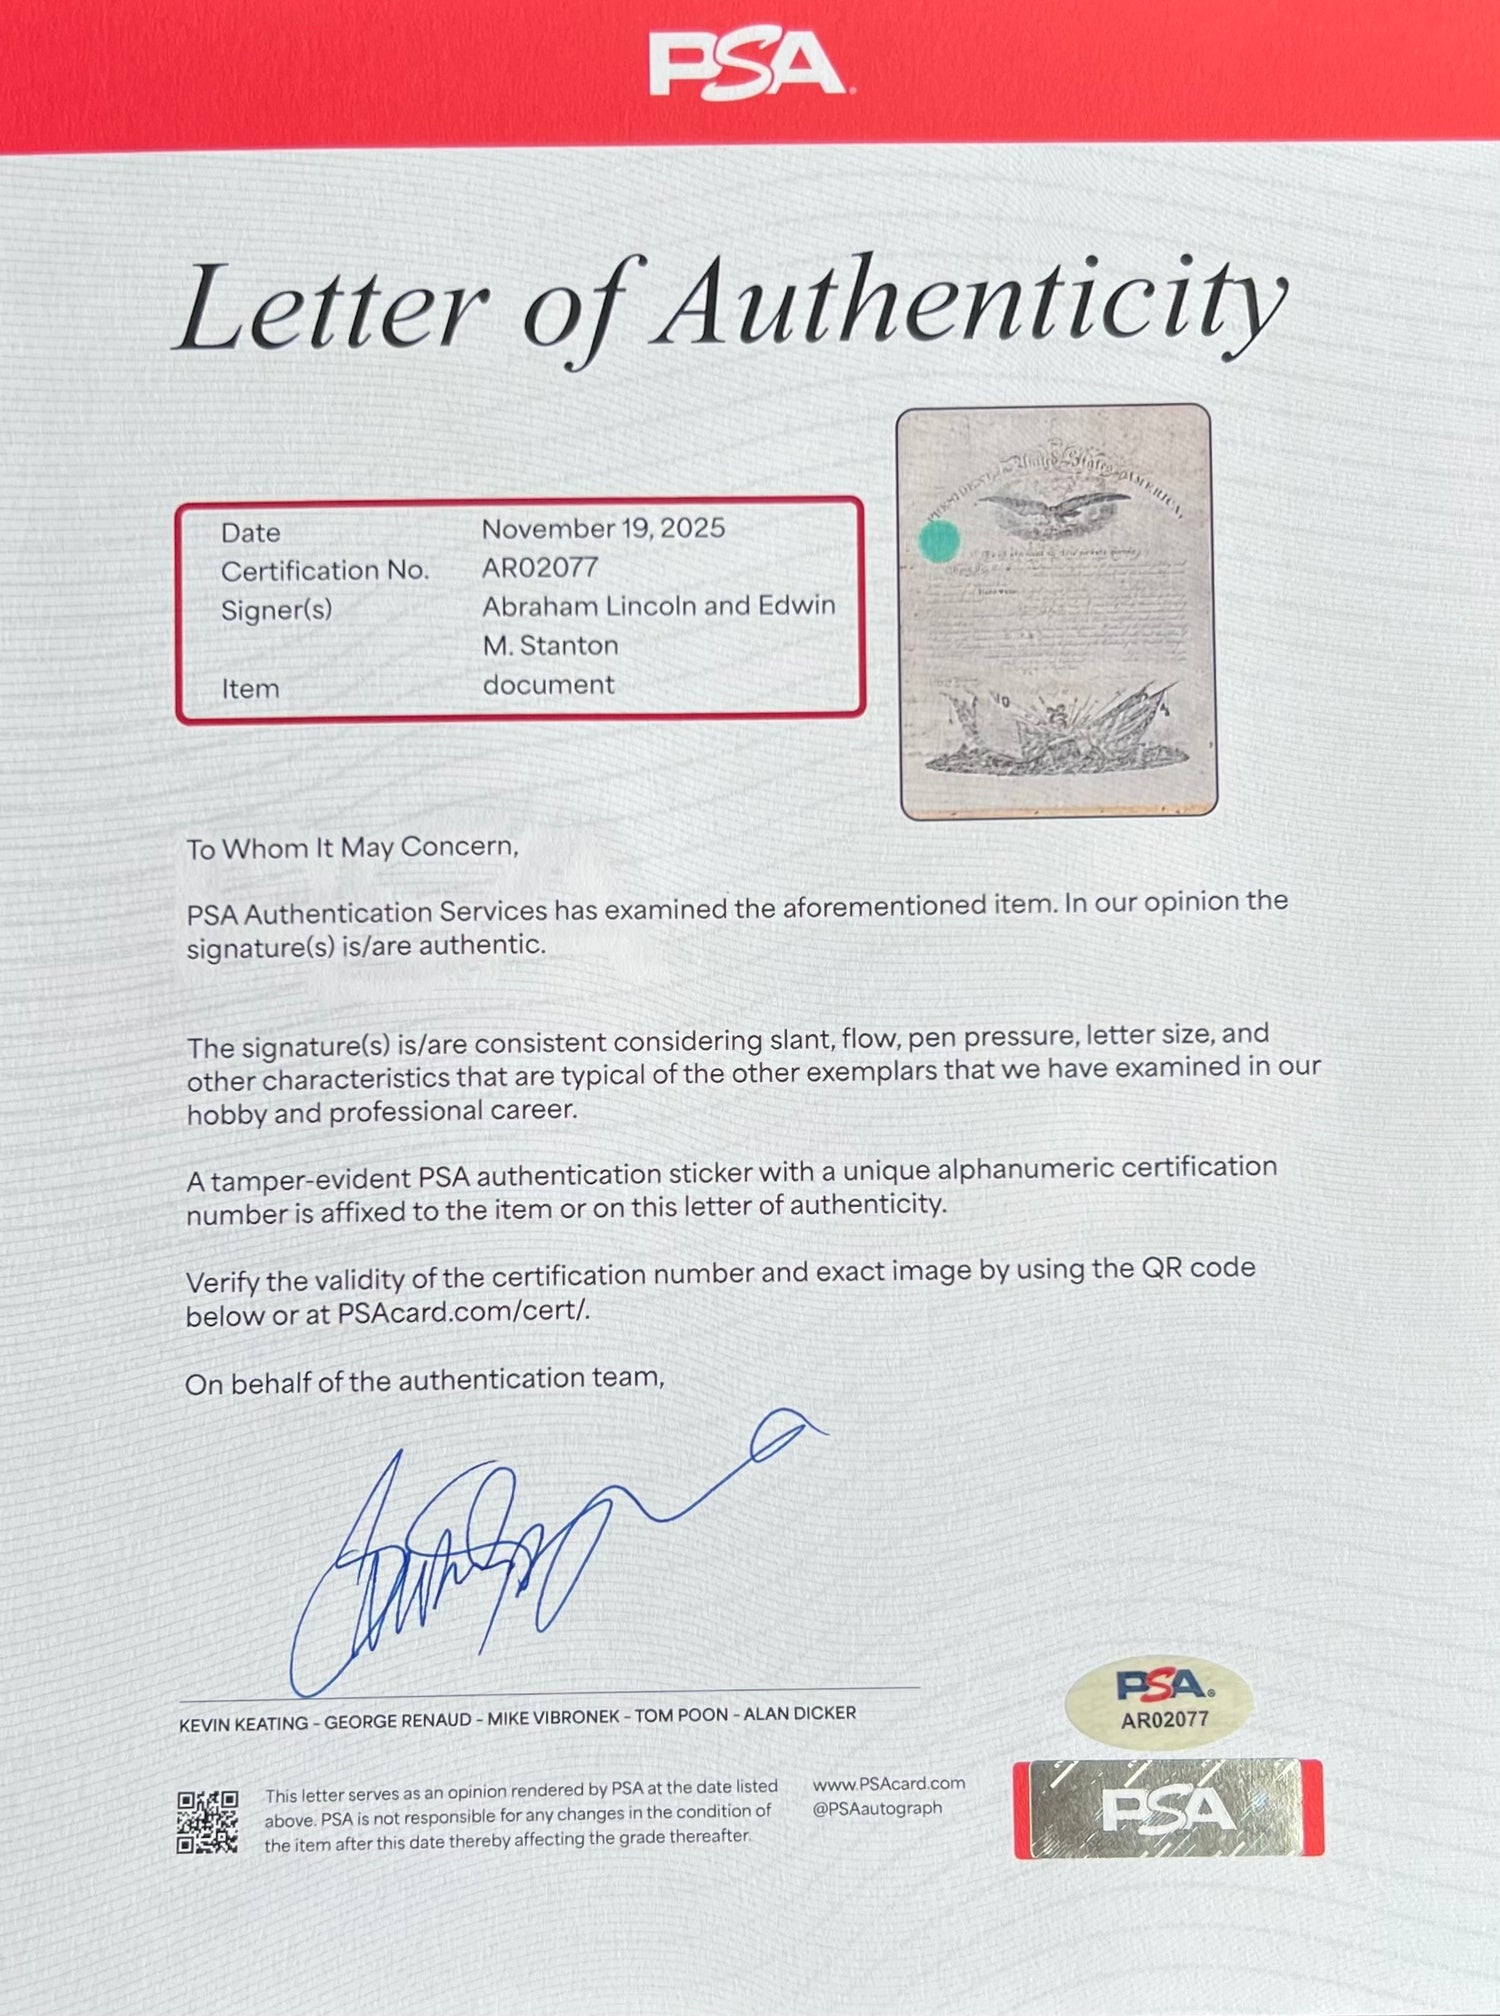 PSA
Letter of Authenticity
Date November 19, 2025
Certification No. AR02077
Signer(s) Abraham Lincoln and Edwin
M. Stanton
Item document
PRESIDENT United States AMERICA,
To Whom It May Concern,
PSA Authentication Services has examined the aforementioned item. In our opinion the
signature(s) is/are authentic.
The signature(s) is/are consistent considering slant, flow, pen pressure, letter size, and
other characteristics that are typical of the other exemplars that we have examined in our
hobby and professional career.
A tamper-evident PSA authentication sticker with a unique alphanumeric certification
number is affixed to the item or on this letter of authenticity.
Verify the validity of the certification number and exact image by using the QR code
below or at PSAcard.com/cert/.
On behalf of the authentication team,
KEVIN KEATING - GEORGE RENAUD - MIKE VIBRONEK - TOM POON - ALAN DICKER
PSA®
AR02077
This letter serves as an opinion rendered by PSA at the date listed
above. PSA is not responsible for any changes in the condition of
the item after this date thereby affecting the grade thereafter.
www.PSAcard.com
@PSAautograph
PSA